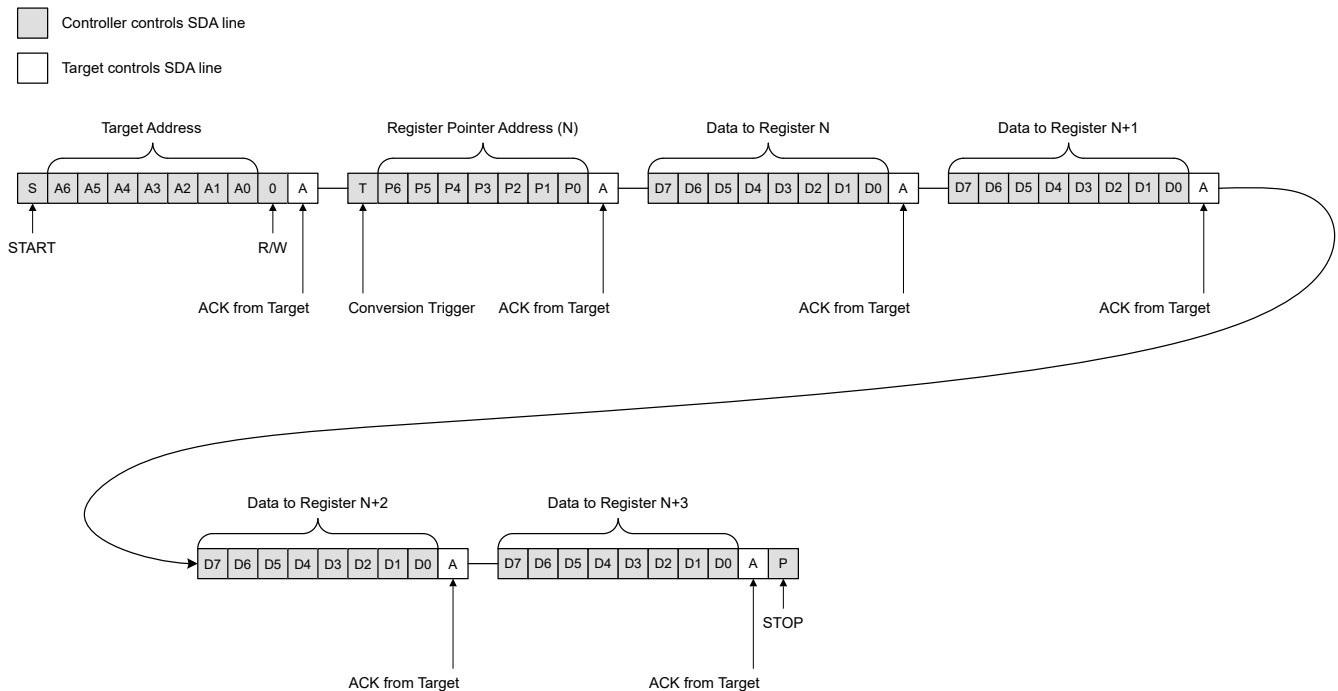 Controller controls SDA line
Target controls SDA line
Target Address
Register Pointer Address (N)
Data to Register N
Data to Register N+1
S A6 A5 A4 A3 A2 A1 A0 0 A T P6 P5 P4 P3 P2 P1 P0 A D7 D6 D5 D4 D3 D2 D1 D0 A D7 D6 D5 D4 D3 D2 D1 D0 A
START
R/W
ACK from Target
Conversion Trigger
ACK from Target
ACK from Target
ACK from Target
Data to Register N+2
Data to Register N+3
D7 D6 D5 D4 D3 D2 D1 D0 A D7 D6 D5 D4 D3 D2 D1 D0 A P
STOP
ACK from Target
ACK from Target